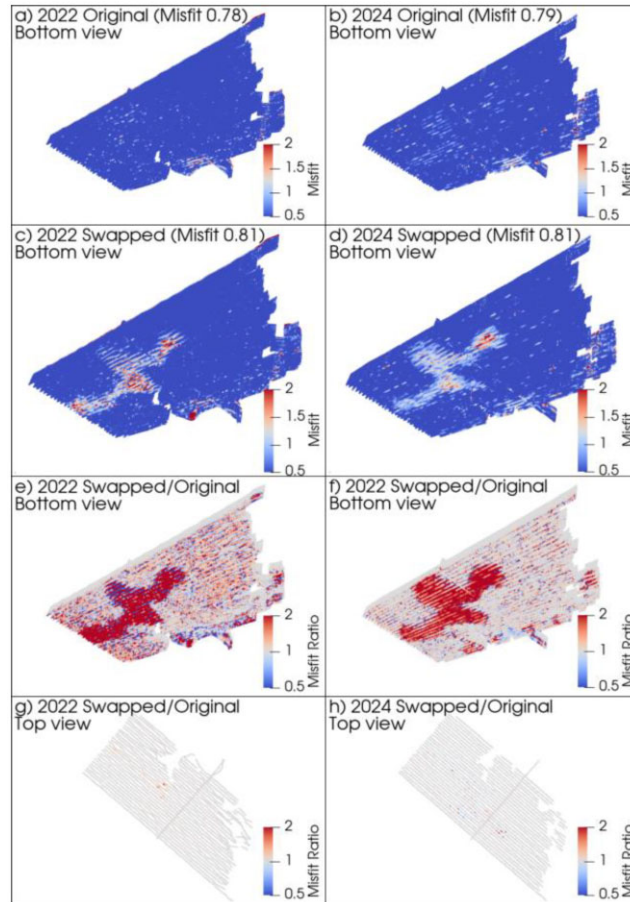 a) 2022 Original (Misfit 0.78)
Bottom view
2
1.5
1
0.5
Misfit
b) 2024 Original (Misfit 0.79)
Bottom view
2
1.5
1
0.5
Misfit
c) 2022 Swapped (Misfit 0.81)
Bottom view
2
1.5
1
0.5
Misfit
d) 2024 Swapped (Misfit 0.81)
Bottom view
2
1.5
1
0.5
Misfit
e) 2022 Swapped/Original
Bottom view
2
1
0.5
Misfit Ratio
f) 2022 Swapped/Original
Bottom view
2
1
0.5
Misfit Ratio
g) 2022 Swapped/Original
Top view
2
1
0.5
Misfit Ratio
h) 2024 Swapped/Original
Top view
2
1
0.5
Misfit Ratio